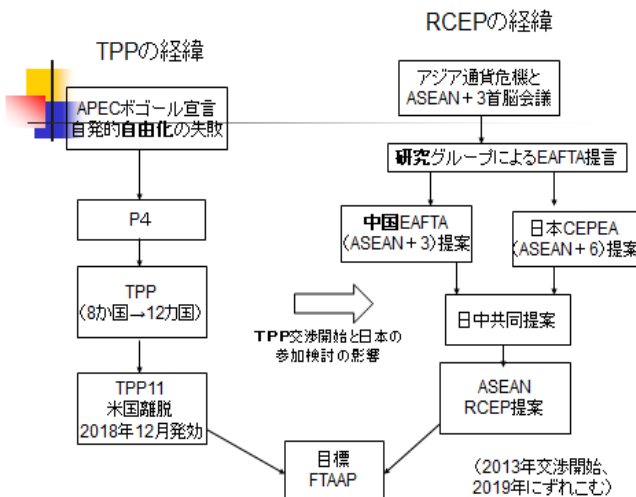 TPPの経緯
APECボゴール宣言
自発的自由化の失敗
P4
TPP
(8か国→12カ国)
TPP11
米国離脱
2018年12月発効
RCEPの経緯
アジア通貨危機と
ASEAN+3首脳会議
研究グループによるEAFTA提言
中国EAFTA
(ASEAN+3)提案
日本CEPEA
(ASEAN+6)提案
TPP交渉開始と日本の
参加検討の影響
日中共同提案
ASEAN
RCEP提案
目標
FTAAP
(2013年交渉開始、
2019年にずれこむ)